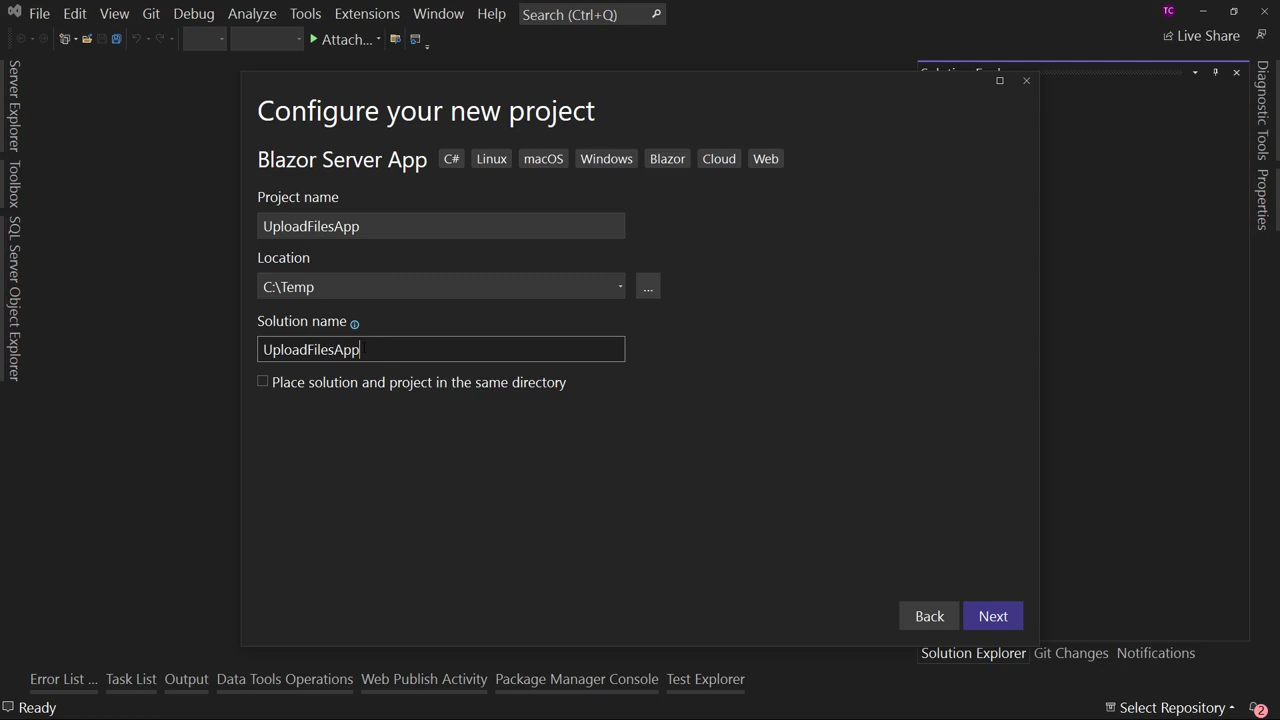 File Edit View Git Debug Analyze Tools Extensions Window Help Search (Ctrl+Q) TC
Attach... Live Share
Server Explorer
Toolbox
SQL Server Object Explorer
Configure your new project
Blazor Server App C# Linux macOS Windows Blazor Cloud Web
Project name
UploadFilesApp
Location
C:\Temp ...
Solution name
UploadFilesApp
Place solution and project in the same directory
Back Next
Diagnostic Tools
Properties
Solution Explorer Git Changes Notifications
Error List ... Task List Output Data Tools Operations Web Publish Activity Package Manager Console Test Explorer
Ready Select Repository 2